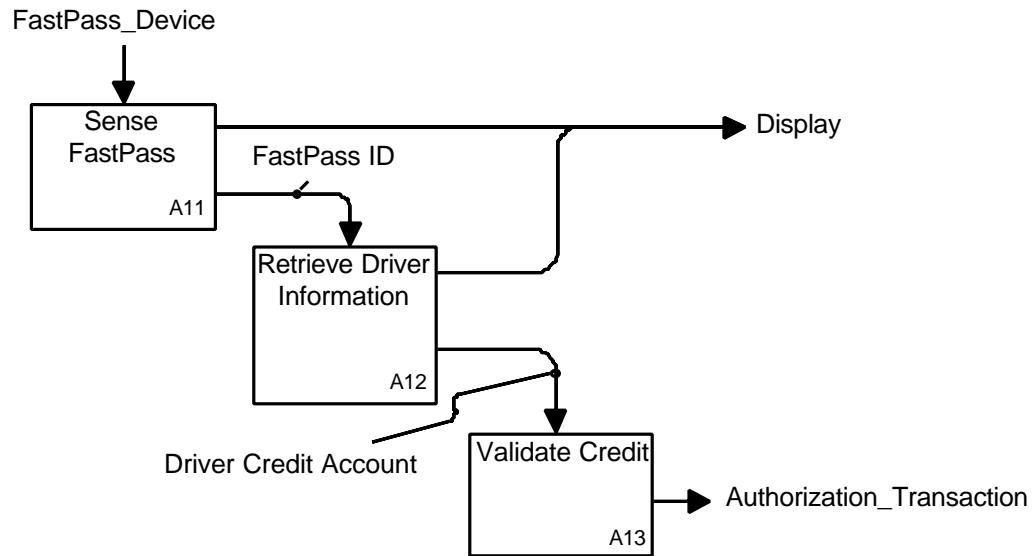 FastPass_Device
Sense
FastPass
A11
Display
FastPass ID
Retrieve Driver
Information
A12
Driver Credit Account
Validate Credit
A13
Authorization_Transaction